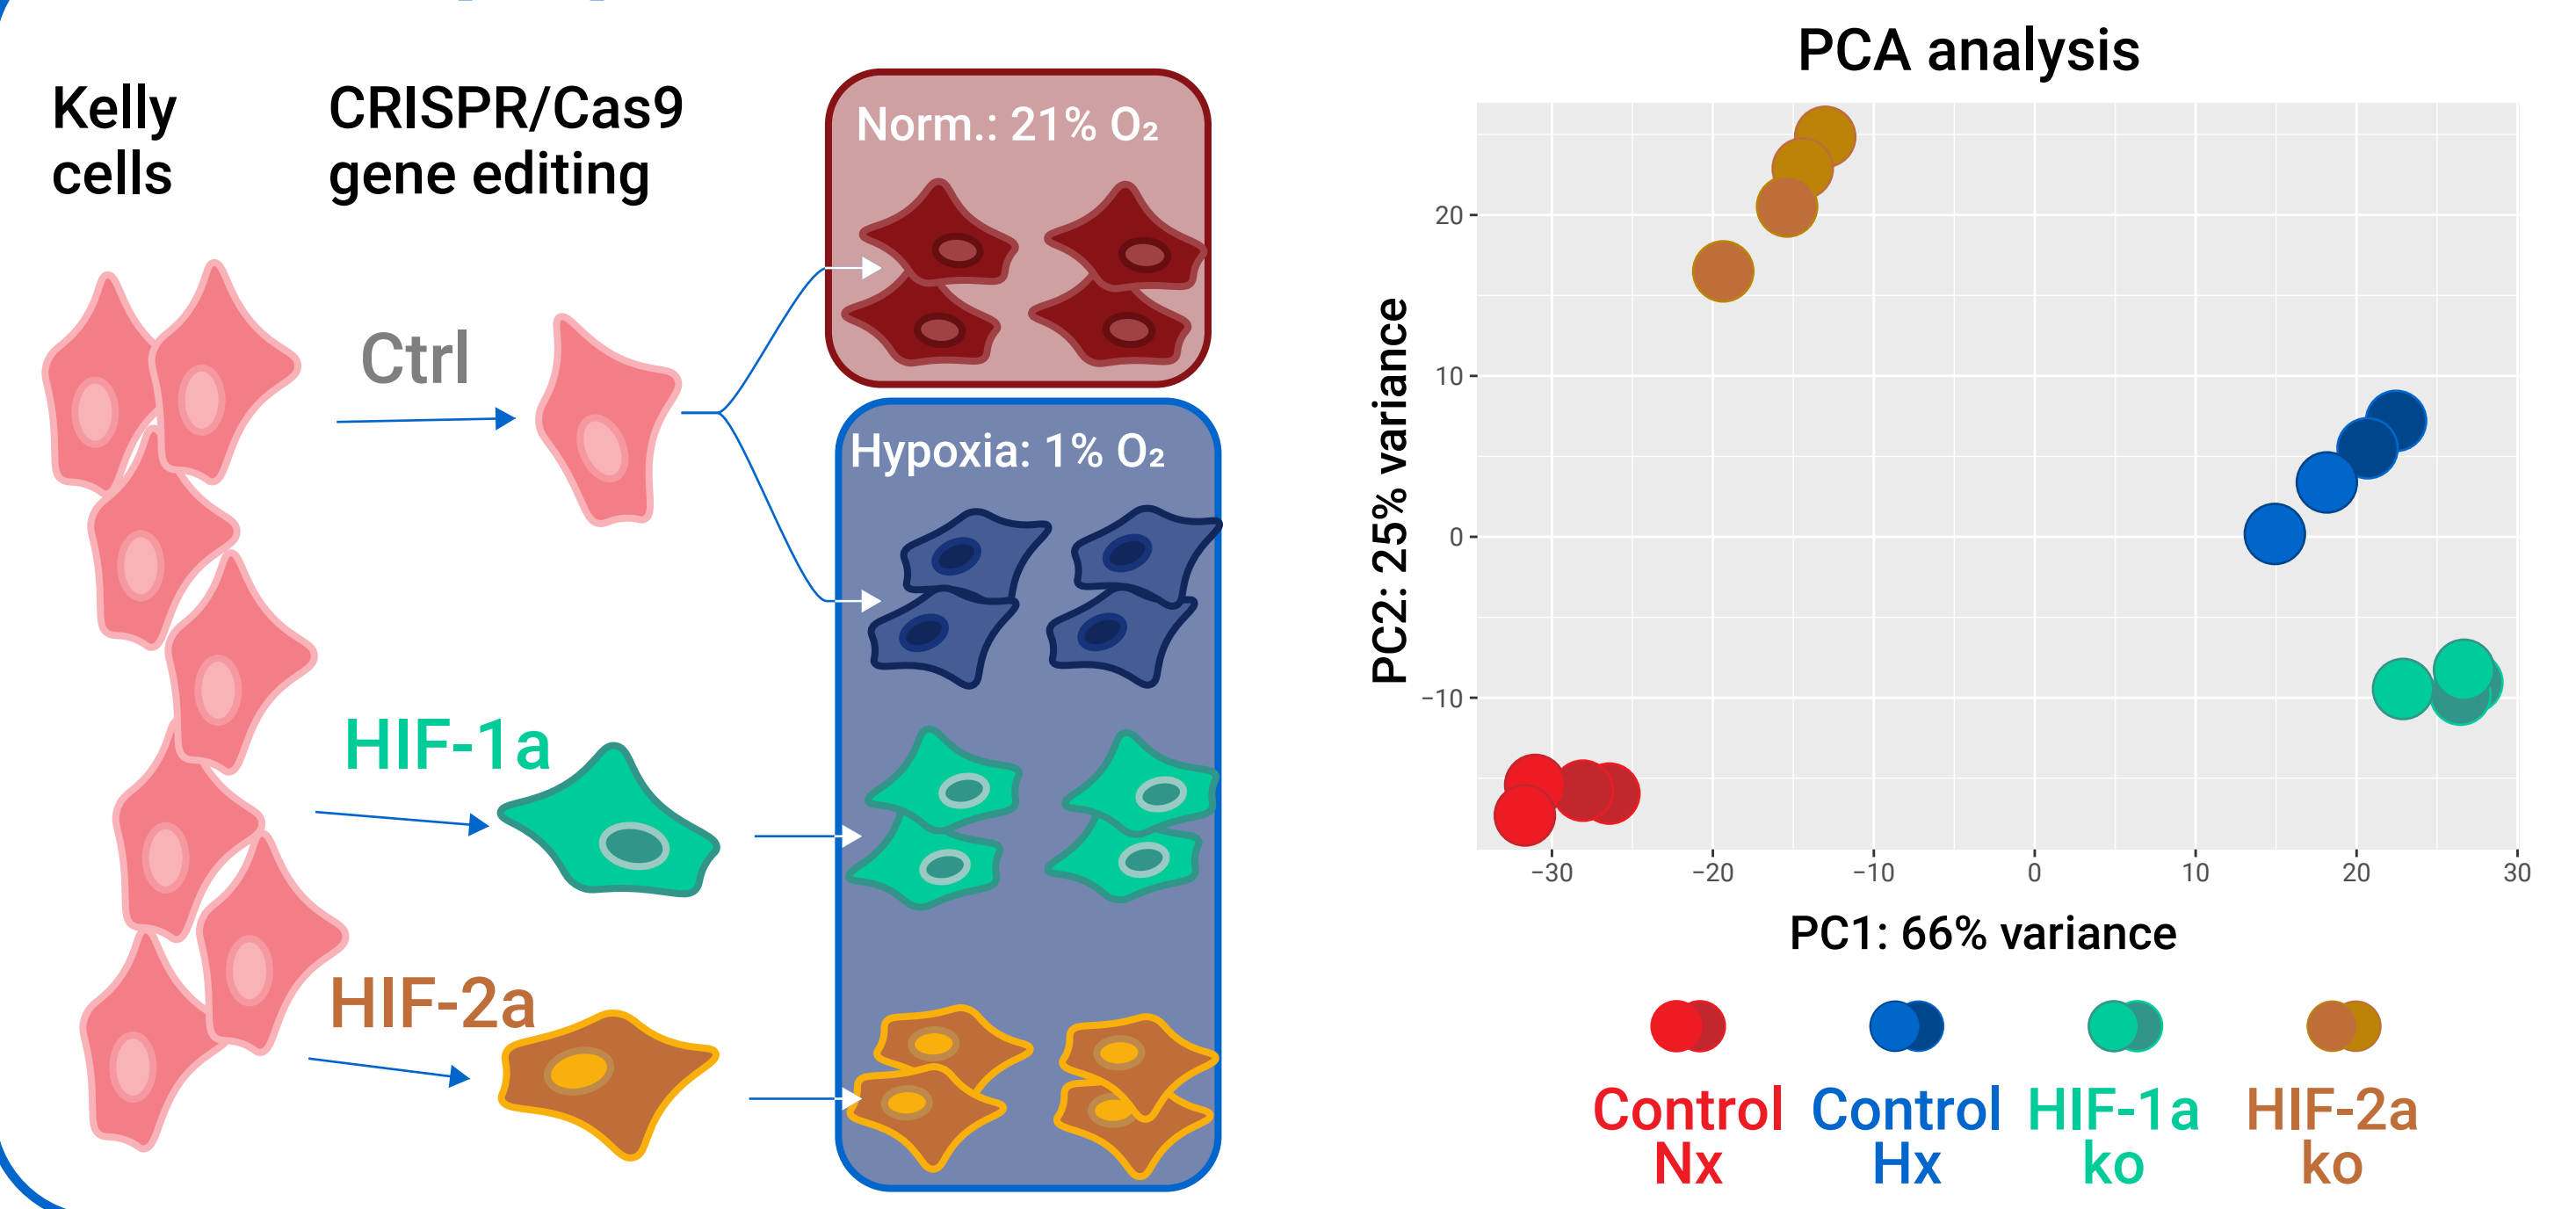 Kelly
cells
CRISPR/Cas9
gene editing
Ctrl
HIF-1a
HIF-2a
Norm.: 21% O₂
Hypoxia: 1% O₂
PCA analysis
PC2: 25% variance
20
10
0
−10
−30
−20
−10
0
10
20
30
PC1: 66% variance
Control
Nx
Control
Hx
HIF-1a
ko
HIF-2a
ko